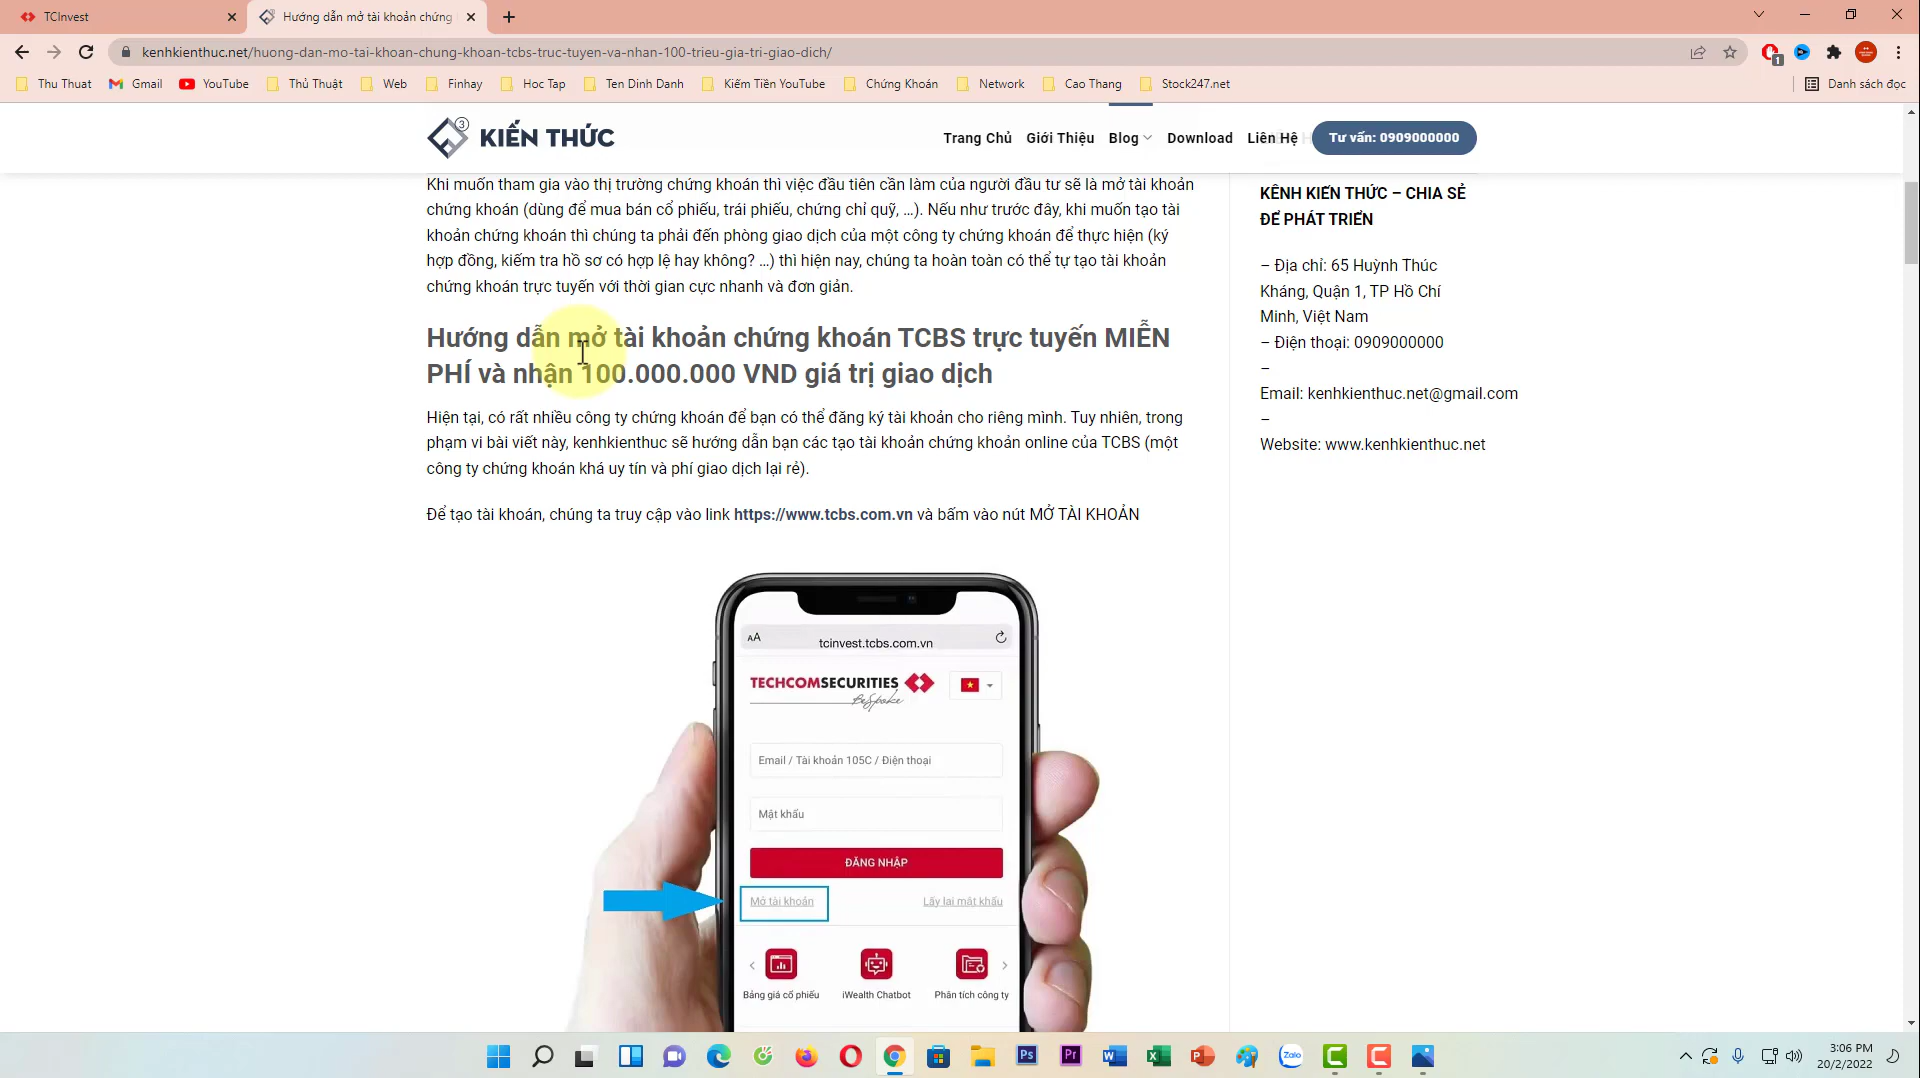 TCInvest
Hướng dẫn mở tài khoản chứng
kenhkienthuc.net/huong-dan-mo-tai-khoan-chung-khoan-tcbs-truc-tuyen-va-nhan-100-trieu-gia-tri-giao-dich/
1
Thu Thuat
Gmail
YouTube
Thủ Thuật
Web
Finhay
Hoc Tap
Ten Dinh Danh
Kiếm Tiền YouTube
Chứng Khoán
Network
Cao Thang
Stock247.net
Danh sách đọc
3
KIẾN THỨC
Trang Chủ
Giới Thiệu
Blog
Download
Liên Hệ
Tư vấn: 0909000000
Khi muốn tham gia vào thị trường chứng khoán thì việc đầu tiên cần làm của người đầu tư sẽ là mở tài khoản
chứng khoán (dùng để mua bán cổ phiếu, trái phiếu, chứng chỉ quỹ, …). Nếu như trước đây, khi muốn tạo tài
khoản chứng khoán thì chúng ta phải đến phòng giao dịch của một công ty chứng khoán để thực hiện (ký
hợp đồng, kiểm tra hồ sơ có hợp lệ hay không? …) thì hiện nay, chúng ta hoàn toàn có thể tự tạo tài khoản
chứng khoán trực tuyến với thời gian cực nhanh và đơn giản.
Hướng dẫn mở tài khoản chứng khoán TCBS trực tuyến MIỄN
PHÍ và nhận 100.000.000 VND giá trị giao dịch
Hiện tại, có rất nhiều công ty chứng khoán để bạn có thể đăng ký tài khoản cho riêng mình. Tuy nhiên, trong
phạm vi bài viết này, kenhkienthuc sẽ hướng dẫn bạn các tạo tài khoản chứng khoản online của TCBS (một
công ty chứng khoán khá uy tín và phí giao dịch lại rẻ).
Để tạo tài khoán, chúng ta truy cập vào link https://www.tcbs.com.vn và bấm vào nút MỞ TÀI KHOẢN
KÊNH KIẾN THỨC – CHIA SẺ
ĐỂ PHÁT TRIỂN
– Địa chỉ: 65 Huỳnh Thúc
Kháng, Quận 1, TP Hồ Chí
Minh, Việt Nam
– Điện thoại: 0909000000
–
Email: kenhkienthuc.net@gmail.com
–
Website: www.kenhkienthuc.net
AA
tcinvest.tcbs.com.vn
TECHCOMSECURITIES
BeSpoke
Email / Tài khoản 105C / Điện thoại
Mật khẩu
ĐĂNG NHẬP
Mở tài khoản
Lấy lại mật khẩu
Bảng giá cổ phiếu
iWealth Chatbot
Phân tích công ty
Ps
Pr
Zalo
3:06 PM
20/2/2022